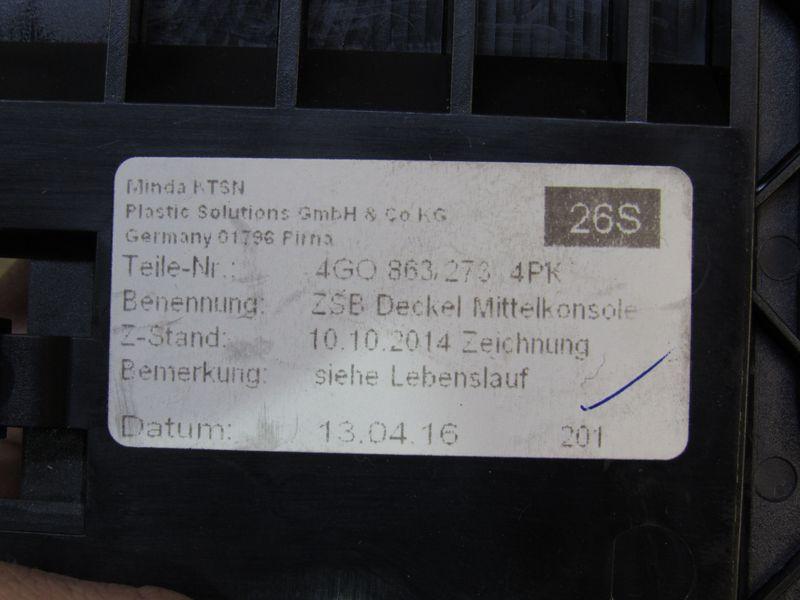 Minda KTSN
Plastic Solutions GmbH & Co KG
Germany 01796 Pirna
26S
Teile-Nr.: 4GO 863/273 4PK
Benennung: ZSB Deckel Mittelkonsole
Z-Stand: 10.10.2014 Zeichnung
Bemerkung: siehe Lebenslauf
Datum: 13.04.16 201